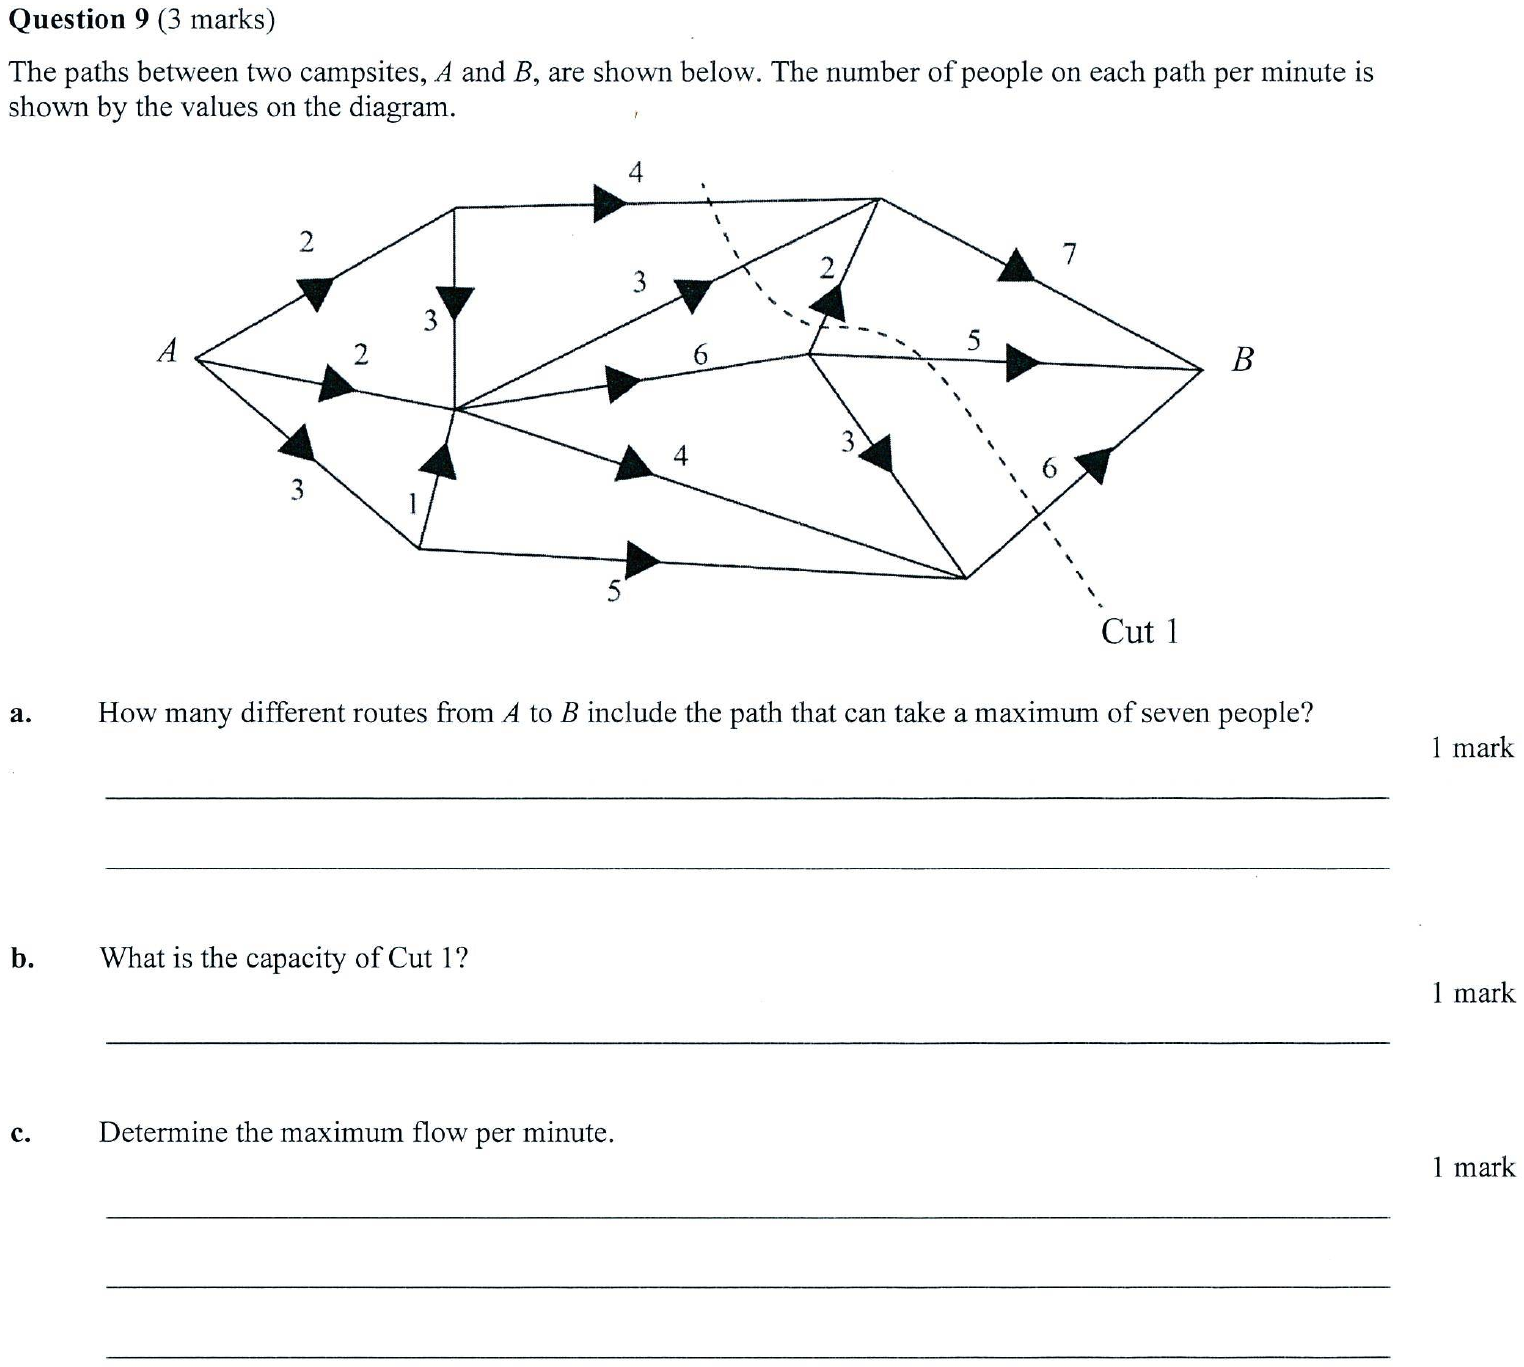 Question 9 (3 marks)
The paths between two campsites, A and B, are shown below. The number of people on each path per minute is
shown by the values on the diagram.
4
2
7
3
2
3
A
2
6
5
B
3
4
6
3
1
5
Cut 1
a. How many different routes from A to B include the path that can take a maximum of seven people?
1 mark
b. What is the capacity of Cut 1?
1 mark
c. Determine the maximum flow per minute.
1 mark